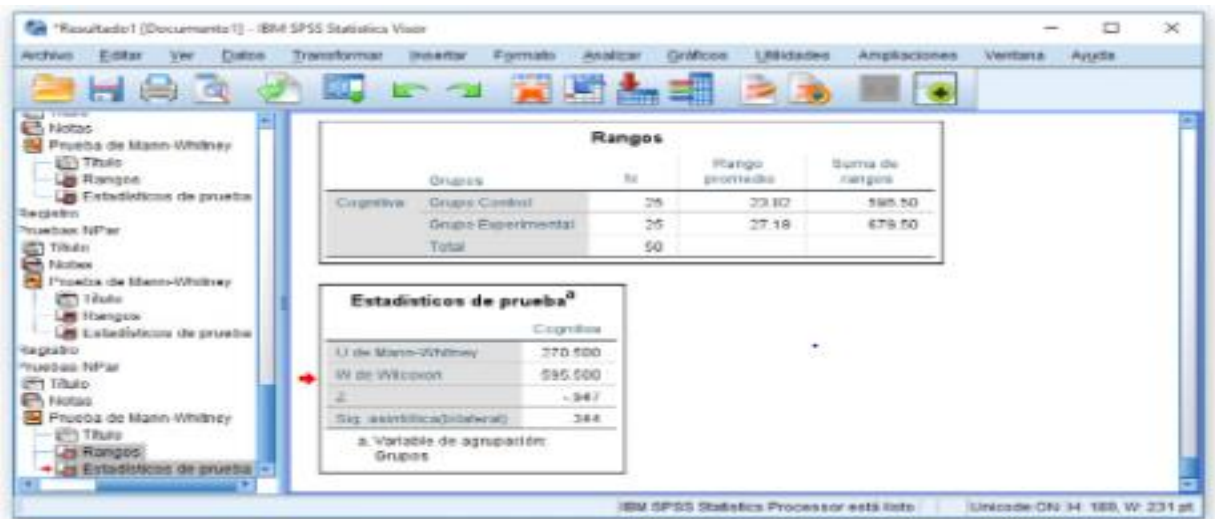 *Resultado1 [Documento1] - IBM SPSS Statistics Visor
Archivo Editar Ver Datos Transformar Insertar Formato Analizar Gráficos Utilidades Ampliaciones Ventana Ayuda
Notas
Prueba de Mann-Whitney
Título
Rangos
Estadísticos de prueba
Registro
Pruebas NPar
Título
Notas
Prueba de Mann-Whitney
Título
Rangos
Estadísticos de prueba
Registro
Pruebas NPar
Título
Notas
Prueba de Mann-Whitney
Título
Rangos
Estadísticos de prueba
Rangos
Grupos N Rango promedio Suma de rangos
Cognitiva Grupo Control 25 23.82 595.50
Grupo Experimental 25 27.18 679.50
Total 50
Estadísticos de prueba^a
Cognitiva
U de Mann-Whitney 270.500
W de Wilcoxon 595.500
Z -.947
Sig. asintótica(bilateral) .344
a. Variable de agrupación:
Grupos
IBM SPSS Statistics Processor está listo Unicode:ON H: 188, W: 231 pt.